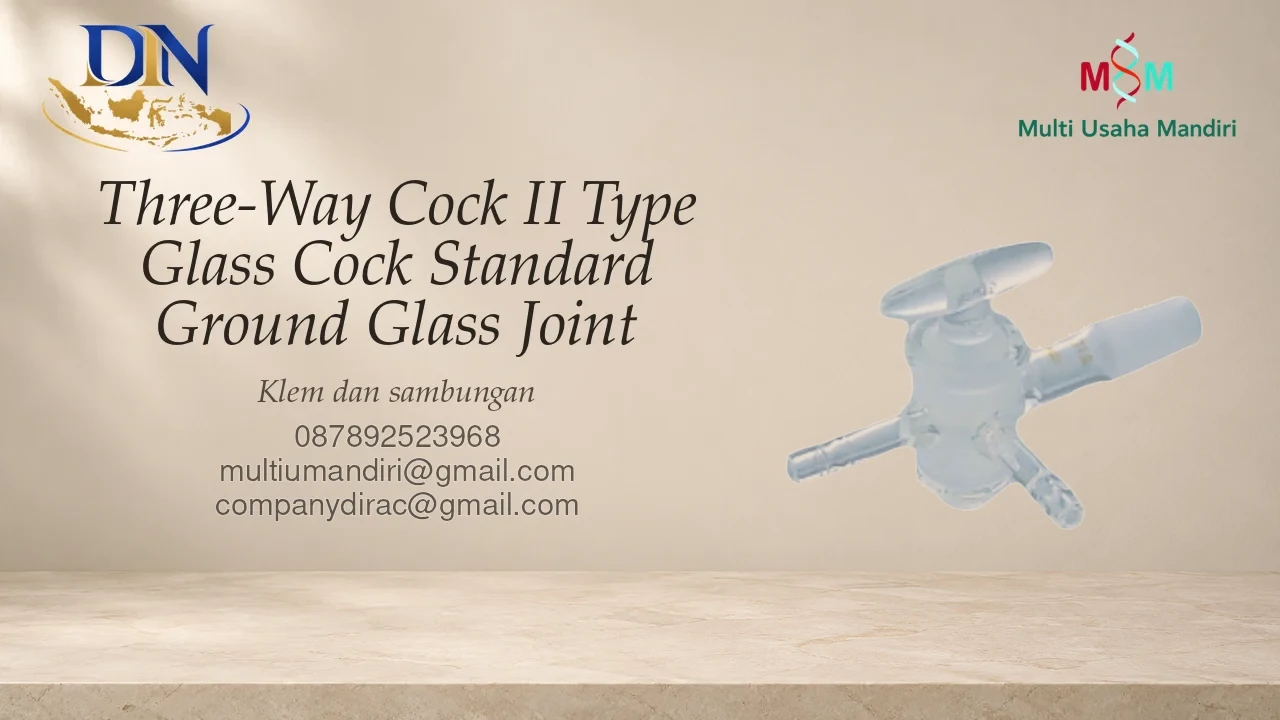 DIN
MSM
Multi Usaha Mandiri
Three-Way Cock II Type
Glass Cock Standard
Ground Glass Joint
Klem dan sambungan
087892523968
multiumandiri@gmail.com
companydirac@gmail.com